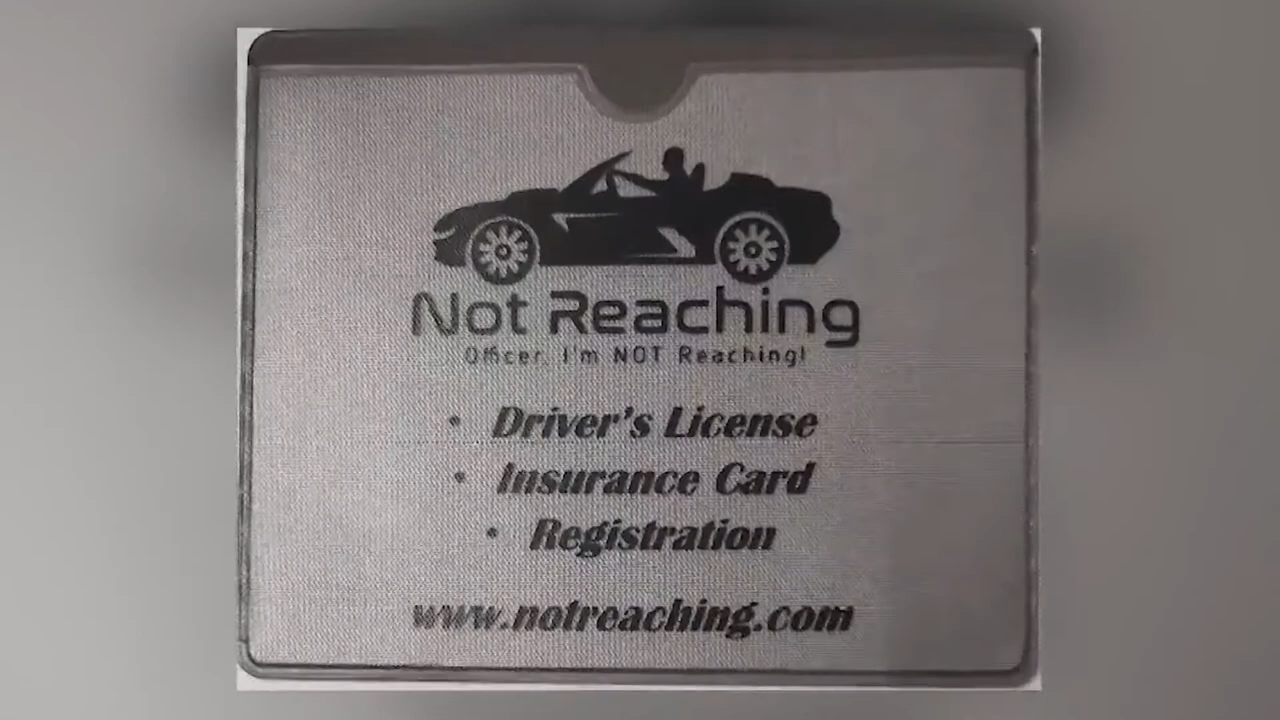 Not Reaching
Officer, I'm NOT Reaching!
• Driver's License
• Insurance Card
• Registration
www.notreaching.com